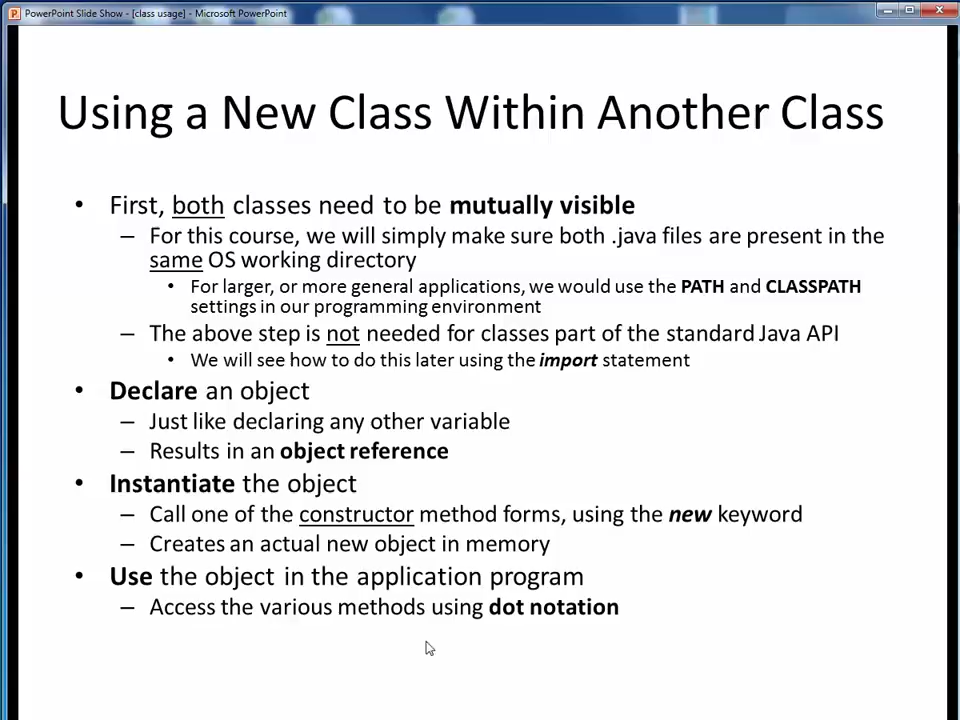 PowerPoint Slide Show - [class usage] - Microsoft PowerPoint
Using a New Class Within Another Class
• First, both classes need to be mutually visible
– For this course, we will simply make sure both .java files are present in the
same OS working directory
• For larger, or more general applications, we would use the PATH and CLASSPATH
settings in our programming environment
– The above step is not needed for classes part of the standard Java API
• We will see how to do this later using the import statement
• Declare an object
– Just like declaring any other variable
– Results in an object reference
• Instantiate the object
– Call one of the constructor method forms, using the new keyword
– Creates an actual new object in memory
• Use the object in the application program
– Access the various methods using dot notation